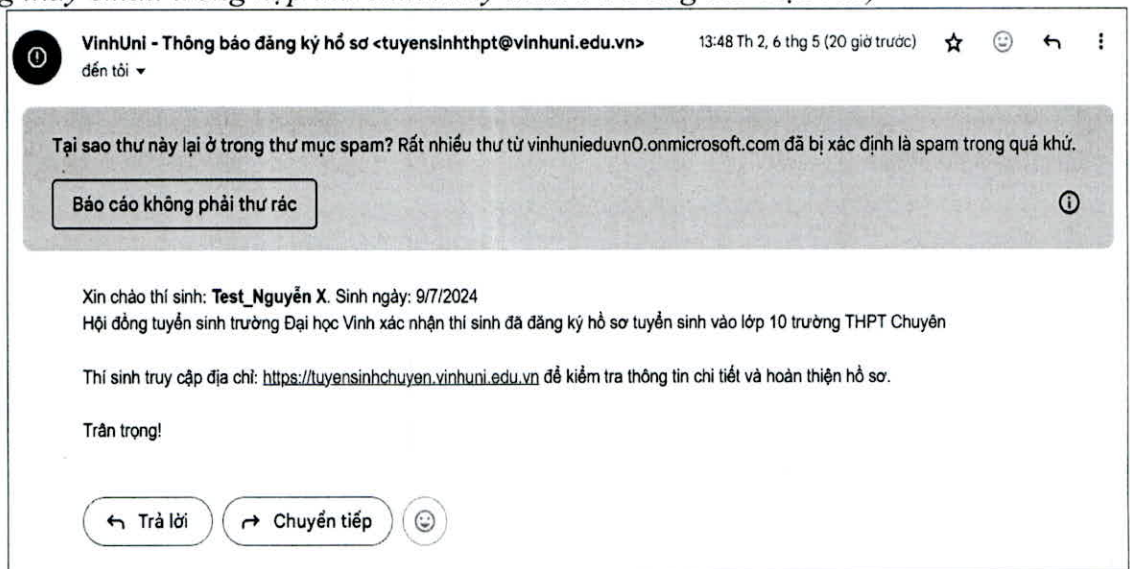 VinhUni - Thông báo đăng ký hồ sơ <tuyensinhthpt@vinhuni.edu.vn> 13:48 Th 2, 6 thg 5 (20 giờ trước)
đến tôi
Tại sao thư này lại ở trong thư mục spam? Rất nhiều thư từ vinhunieduvn0.onmicrosoft.com đã bị xác định là spam trong quá khứ.
Báo cáo không phải thư rác
Xin chào thí sinh: Test_Nguyễn X. Sinh ngày: 9/7/2024
Hội đồng tuyển sinh trường Đại học Vinh xác nhận thí sinh đã đăng ký hồ sơ tuyển sinh vào lớp 10 trường THPT Chuyên
Thí sinh truy cập địa chỉ: https://tuyensinhchuyen.vinhuni.edu.vn để kiểm tra thông tin chi tiết và hoàn thiện hồ sơ.
Trân trọng!
Trả lời Chuyển tiếp